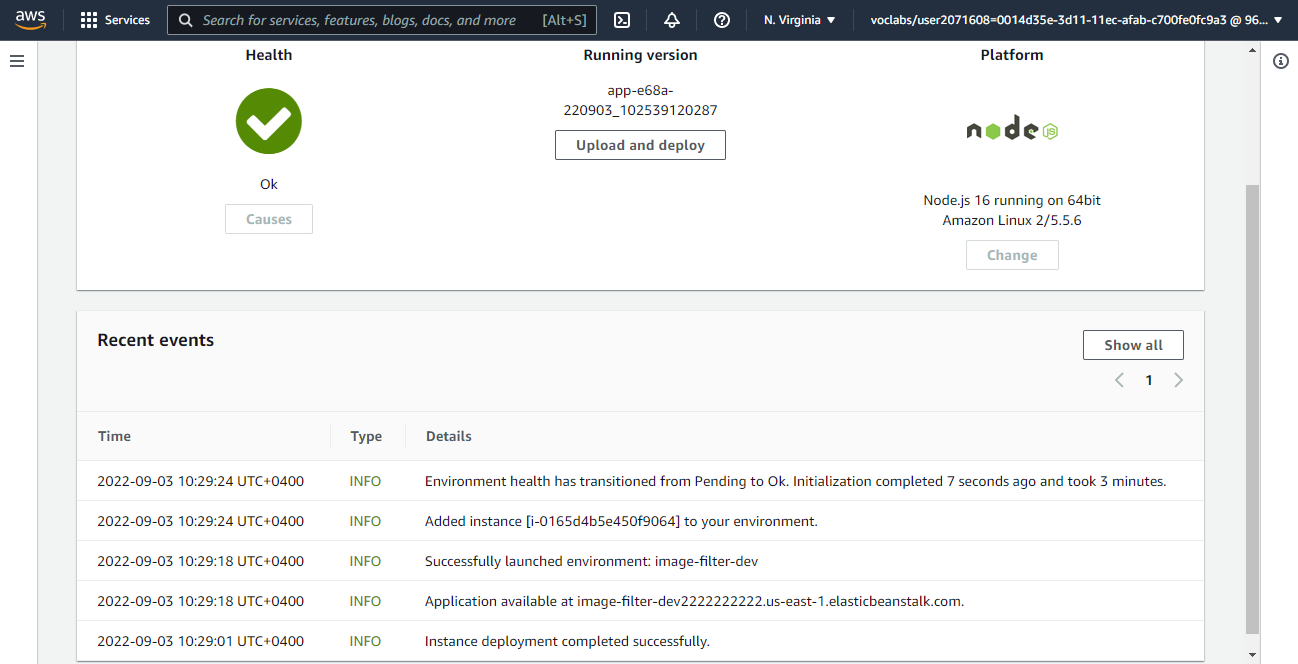 aws
Services
Search for services, features, blogs, docs, and more [Alt+S]
N. Virginia ▼
voclabs/user2071608=0014d35e-3d11-11ec-afab-c700fe0fc9a3 @ 96... ▼
Health
Running version
Platform
app-e68a-
220903_102539120287
Upload and deploy
node JS
Ok
Causes
Node.js 16 running on 64bit
Amazon Linux 2/5.5.6
Change
Recent events
Show all
1
Time Type Details
2022-09-03 10:29:24 UTC+0400 INFO Environment health has transitioned from Pending to Ok. Initialization completed 7 seconds ago and took 3 minutes.
2022-09-03 10:29:24 UTC+0400 INFO Added instance [i-0165d4b5e450f9064] to your environment.
2022-09-03 10:29:18 UTC+0400 INFO Successfully launched environment: image-filter-dev
2022-09-03 10:29:18 UTC+0400 INFO Application available at image-filter-dev2222222222.us-east-1.elasticbeanstalk.com.
2022-09-03 10:29:01 UTC+0400 INFO Instance deployment completed successfully.